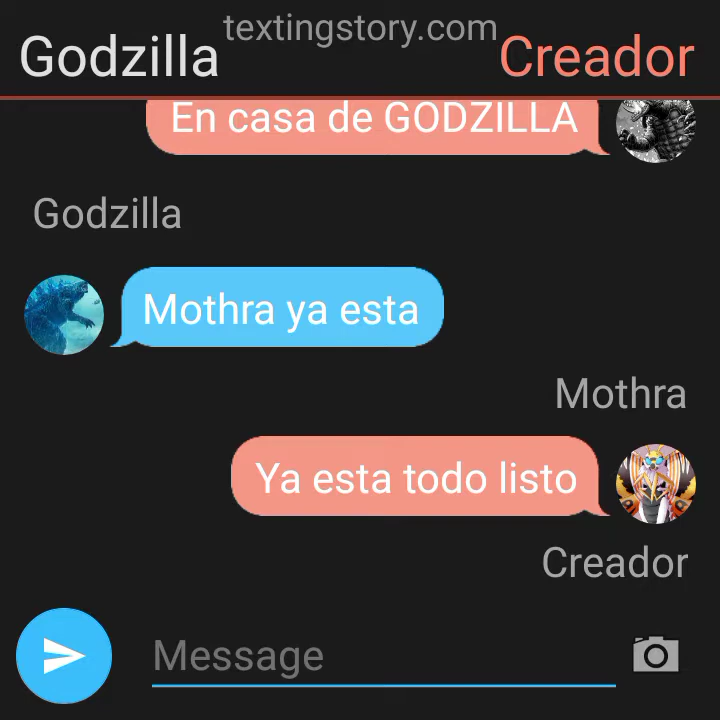 textingstory.com
Godzilla
Creador
En casa de GODZILLA
Godzilla
Mothra ya esta
Mothra
Ya esta todo listo
Creador
Message